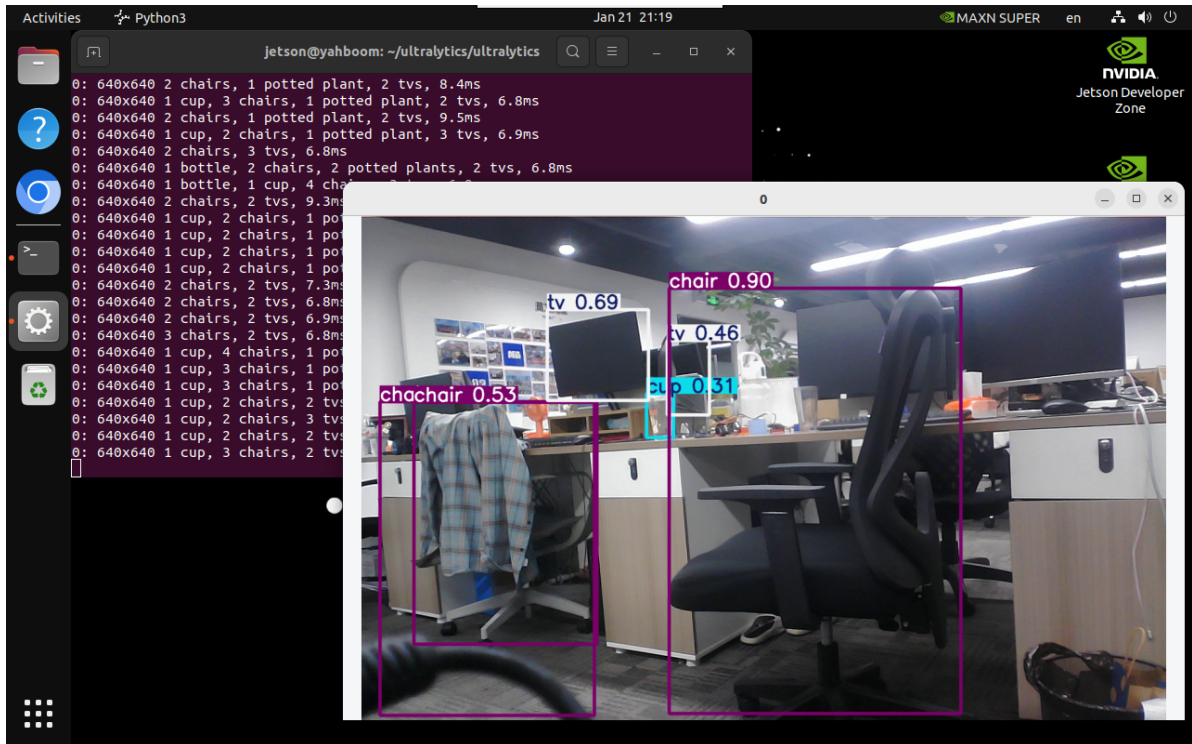 Activities
Python3
Jan 21 21:19
MAXN SUPER
en
jetson@yahboom: ~/ultralytics/ultralytics
NVIDIA.
Jetson Developer
Zone
0: 640x640 2 chairs, 1 potted plant, 2 tvs, 8.4ms
0: 640x640 1 cup, 3 chairs, 1 potted plant, 2 tvs, 6.8ms
0: 640x640 2 chairs, 1 potted plant, 2 tvs, 9.5ms
0: 640x640 1 cup, 2 chairs, 1 potted plant, 3 tvs, 6.9ms
0: 640x640 2 chairs, 3 tvs, 6.8ms
0: 640x640 1 bottle, 2 chairs, 2 potted plants, 2 tvs, 6.8ms
0: 640x640 1 bottle, 1 cup, 4 cha
0: 640x640 2 chairs, 2 tvs, 9.3ms
0: 640x640 1 cup, 2 chairs, 1 pot
0: 640x640 1 cup, 2 chairs, 1 pot
0: 640x640 1 cup, 2 chairs, 1 pot
0: 640x640 1 cup, 2 chairs, 1 pot
0: 640x640 2 chairs, 2 tvs, 7.3ms
0: 640x640 2 chairs, 2 tvs, 6.8ms
0: 640x640 2 chairs, 2 tvs, 6.9ms
0: 640x640 3 chairs, 2 tvs, 6.8ms
0: 640x640 1 cup, 4 chairs, 1 pot
0: 640x640 1 cup, 3 chairs, 1 pot
0: 640x640 1 cup, 3 chairs, 1 pot
0: 640x640 1 cup, 2 chairs, 2 tvs
0: 640x640 1 cup, 2 chairs, 3 tvs
0: 640x640 1 cup, 2 chairs, 2 tvs
0: 640x640 1 cup, 3 chairs, 2 tvs
0
chair 0.90
tv 0.69
tv 0.46
cup 0.31
chachair 0.53